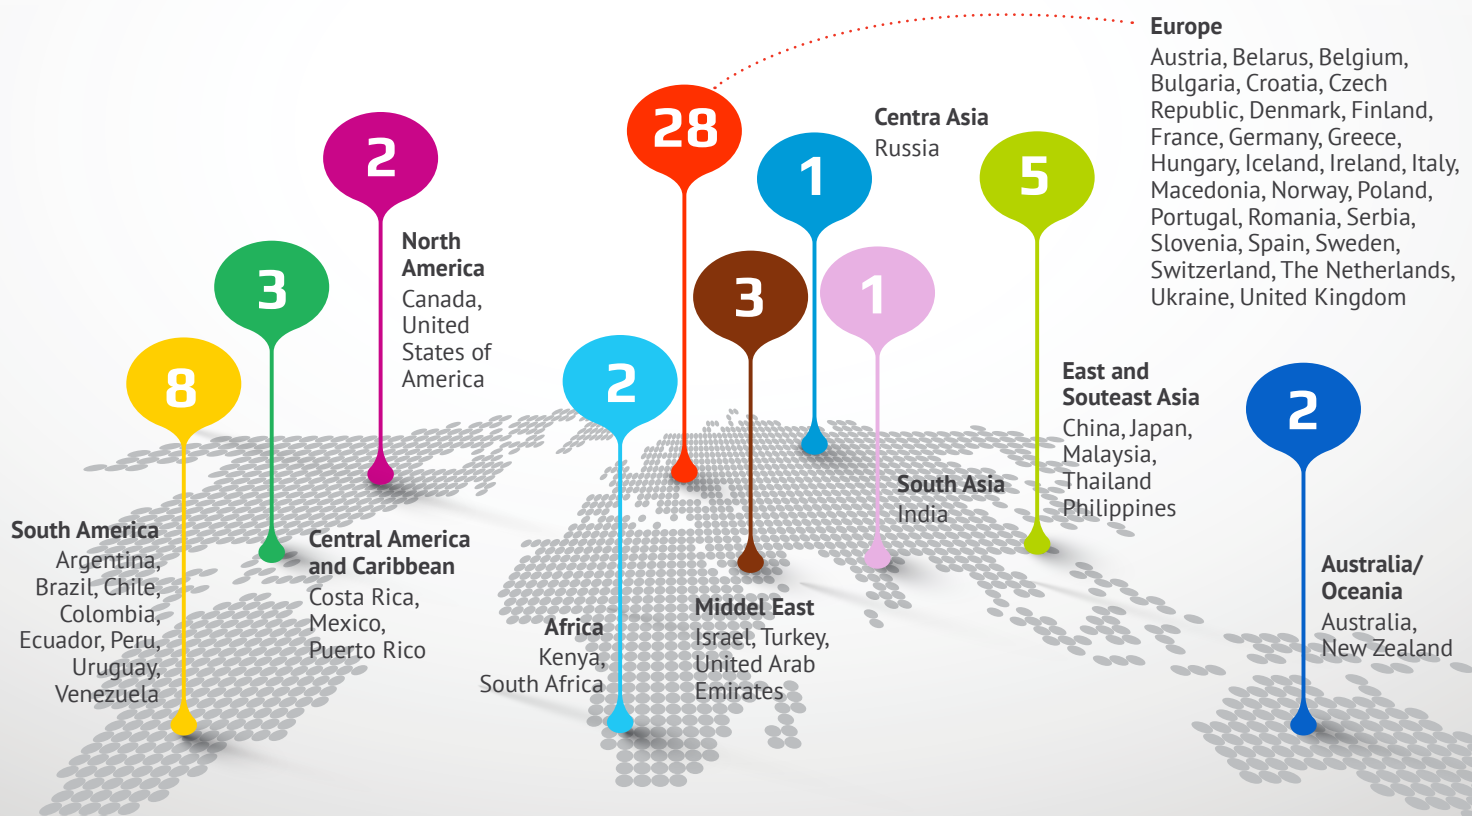 Europe
Austria, Belarus, Belgium,
Bulgaria, Croatia, Czech
Republic, Denmark, Finland,
France, Germany, Greece,
Hungary, Iceland, Ireland, Italy,
Macedonia, Norway, Poland,
Portugal, Romania, Serbia,
Slovenia, Spain, Sweden,
Switzerland, The Netherlands,
Ukraine, United Kingdom
28
2
North
America
Canada,
United
States of
America
1
Centra Asia
Russia
5
East and
Souteast Asia
China, Japan,
Malaysia,
Thailand
Philippines
3
Central America
and Caribbean
Costa Rica,
Mexico,
Puerto Rico
3
Middel East
Israel, Turkey,
United Arab
Emirates
1
South Asia
India
8
South America
Argentina,
Brazil, Chile,
Colombia,
Ecuador, Peru,
Uruguay,
Venezuela
2
Africa
Kenya,
South Africa
2
Australia/
Oceania
Australia,
New Zealand